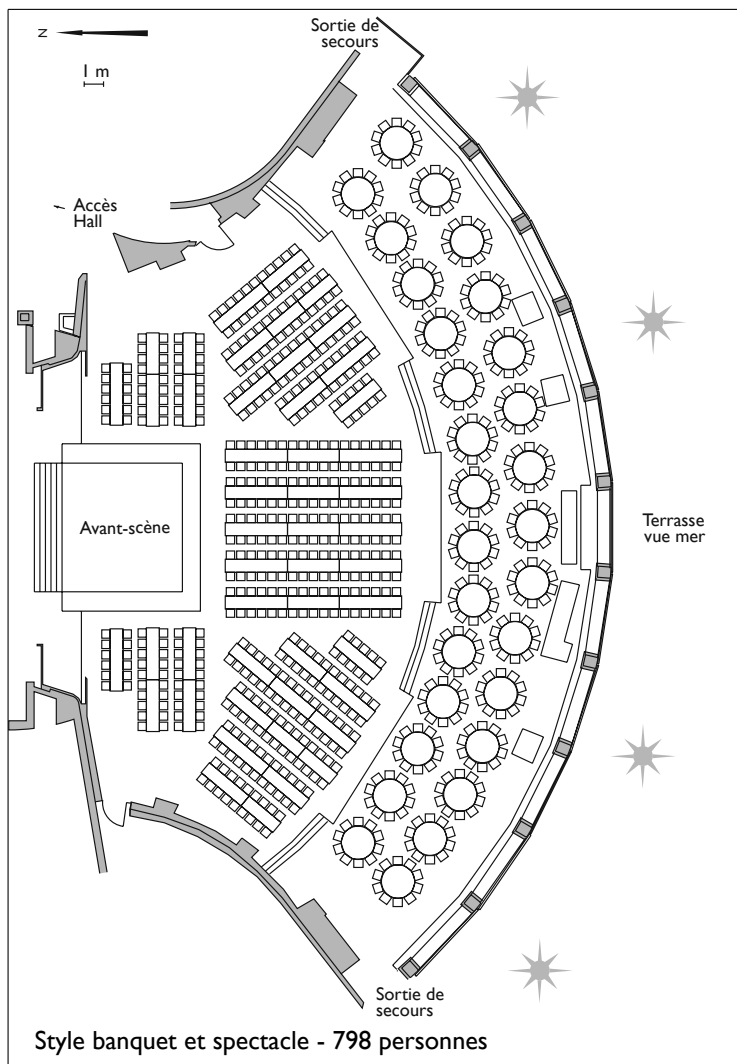 Sortie de
secours
N
1 m
Accès
Hall
Avant-scène
Terrasse
vue mer
Sortie de
secours
Style banquet et spectacle - 798 personnes